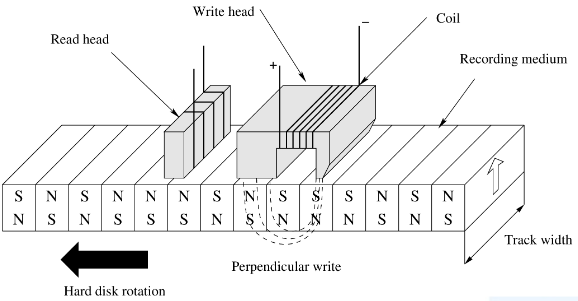 Write head
Coil
Read head
–
+
Recording medium
S N S N N N S N S S N S S N
N S N S S S N S N N S N N S
Track width
Perpendicular write
Hard disk rotation